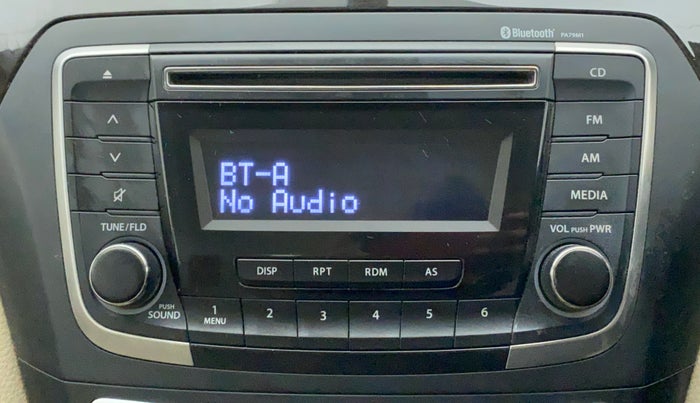 Bluetooth® PA79M1
CD
FM
AM
MEDIA
BT-A
No Audio
TUNE/FLD
VOL PUSH PWR
DISP RPT RDM AS
PUSH
SOUND
1 2 3 4 5 6
MENU